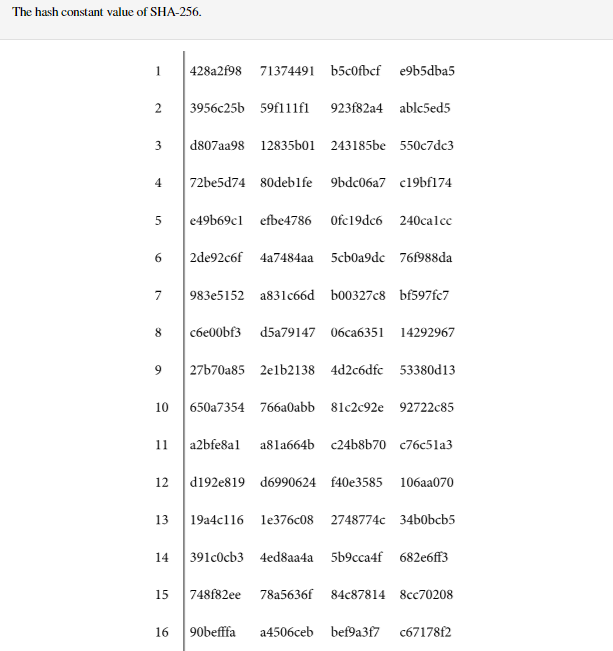 The hash constant value of SHA-256.
1 428a2f98 71374491 b5c0fbcf e9b5dba5
2 3956c25b 59f111f1 923f82a4 ablc5ed5
3 d807aa98 12835b01 243185be 550c7dc3
4 72be5d74 80deb1fe 9bdc06a7 c19bf174
5 e49b69c1 efbe4786 0fc19dc6 240ca1cc
6 2de92c6f 4a7484aa 5cb0a9dc 76f988da
7 983e5152 a831c66d b00327c8 bf597fc7
8 c6e00bf3 d5a79147 06ca6351 14292967
9 27b70a85 2e1b2138 4d2c6dfc 53380d13
10 650a7354 766a0abb 81c2c92e 92722c85
11 a2bfe8a1 a81a664b c24b8b70 c76c51a3
12 d192e819 d6990624 f40e3585 106aa070
13 19a4c116 1e376c08 2748774c 34b0bcb5
14 391c0cb3 4ed8aa4a 5b9cca4f 682e6ff3
15 748f82ee 78a5636f 84c87814 8cc70208
16 90befffa a4506ceb bef9a3f7 c67178f2